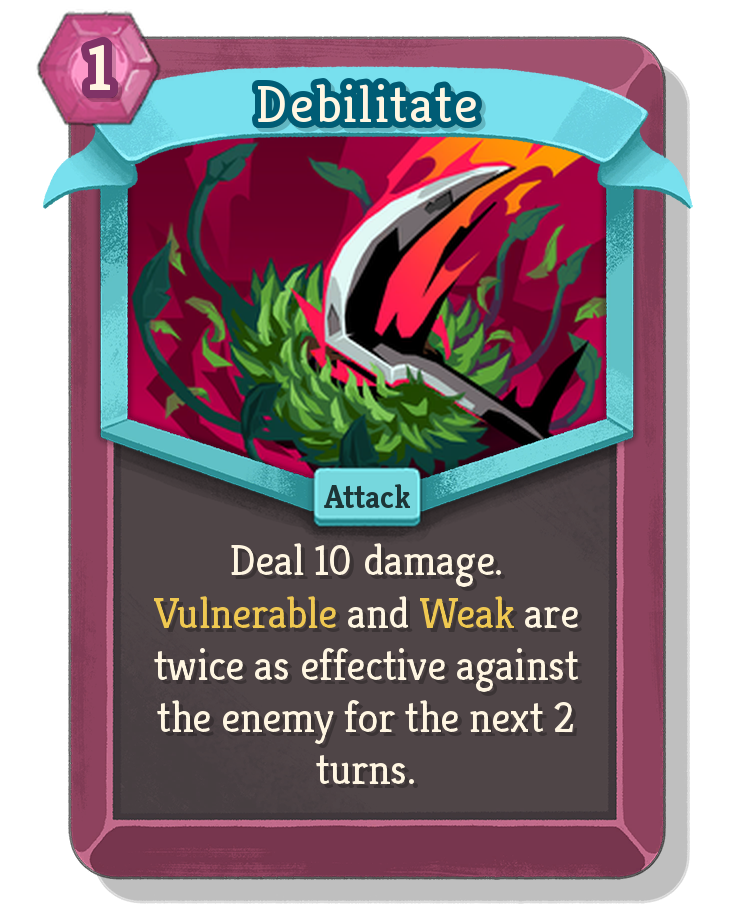 1
Debilitate
Attack
Deal 10 damage.
Vulnerable and Weak are
twice as effective against
the enemy for the next 2
turns.